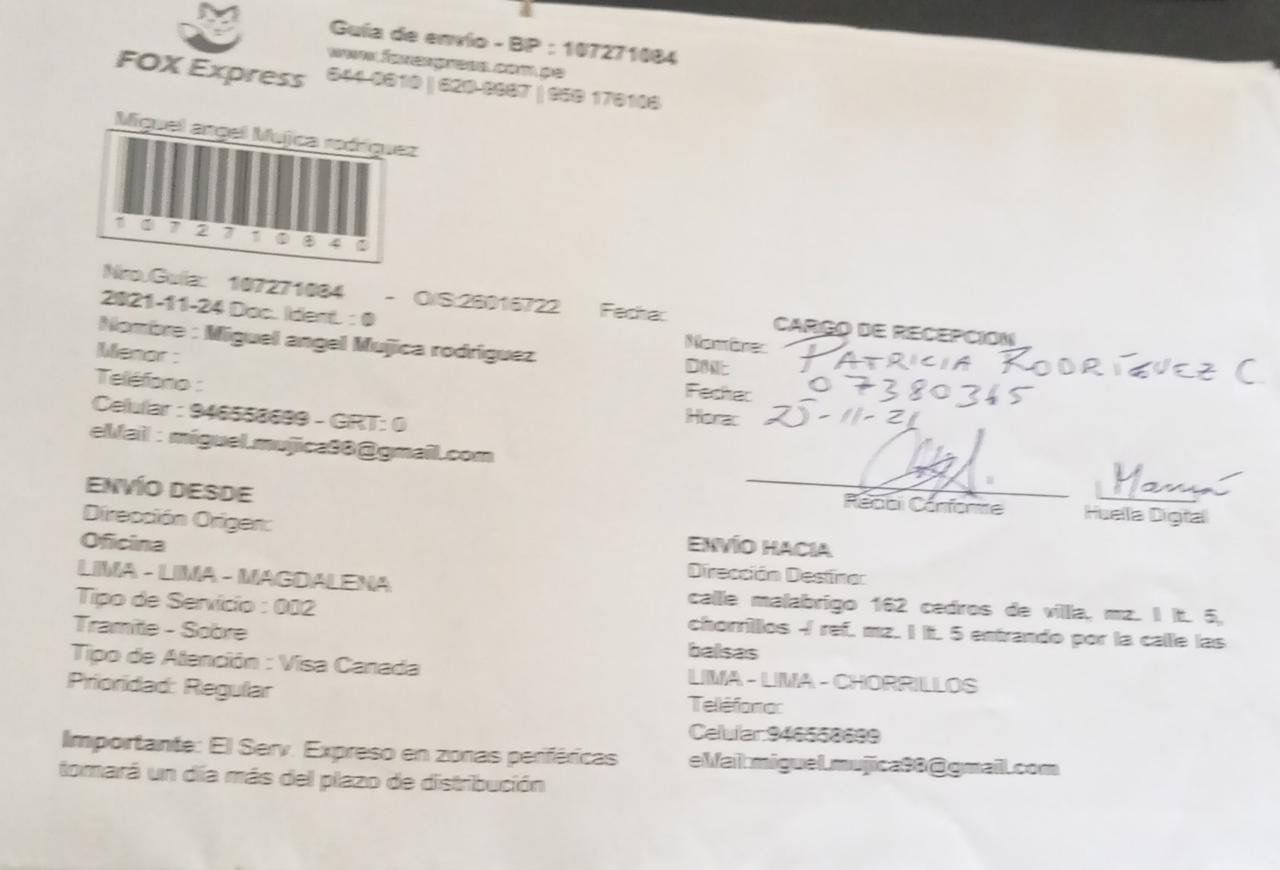 FOX Express
Guía de envío - BP : 107271084
www.foxexpress.com.pe
644-0610 | 620-9987 | 959 176106
Miguel angel Mujica rodriguez
1072710840
Nro.Guía: 107271084 - O/S:26016722 Fecha:
2021-11-24 Doc. Ident. : 0
Nombre : Miguel angel Mujica rodriguez
Menor :
Teléfono :
Celular : 946558699 - GRT: 0
eMail : miguel.mujica98@gmail.com
ENVÍO DESDE
Dirección Origen:
Oficina
LIMA - LIMA - MAGDALENA
Tipo de Servicio : 002
Tramite - Sobre
Tipo de Atención : Visa Canada
Prioridad: Regular
Importante: El Serv. Expreso en zonas periféricas
tomará un día más del plazo de distribución
CARGO DE RECEPCION
Nombre: PATRICIA RODRÍGUEZ C.
DNI: 07380365
Fecha: 25-11-21
Hora:
Recibi Conforme
Mamá
Huella Digital
ENVÍO HACIA
Dirección Destino:
calle malabrigo 162 cedros de villa, mz. I lt. 5,
chorrillos -/ ref. mz. I lt. 5 entrando por la calle las
balsas
LIMA - LIMA - CHORRILLOS
Teléfono:
Celular:946558699
eMail:miguel.mujica98@gmail.com